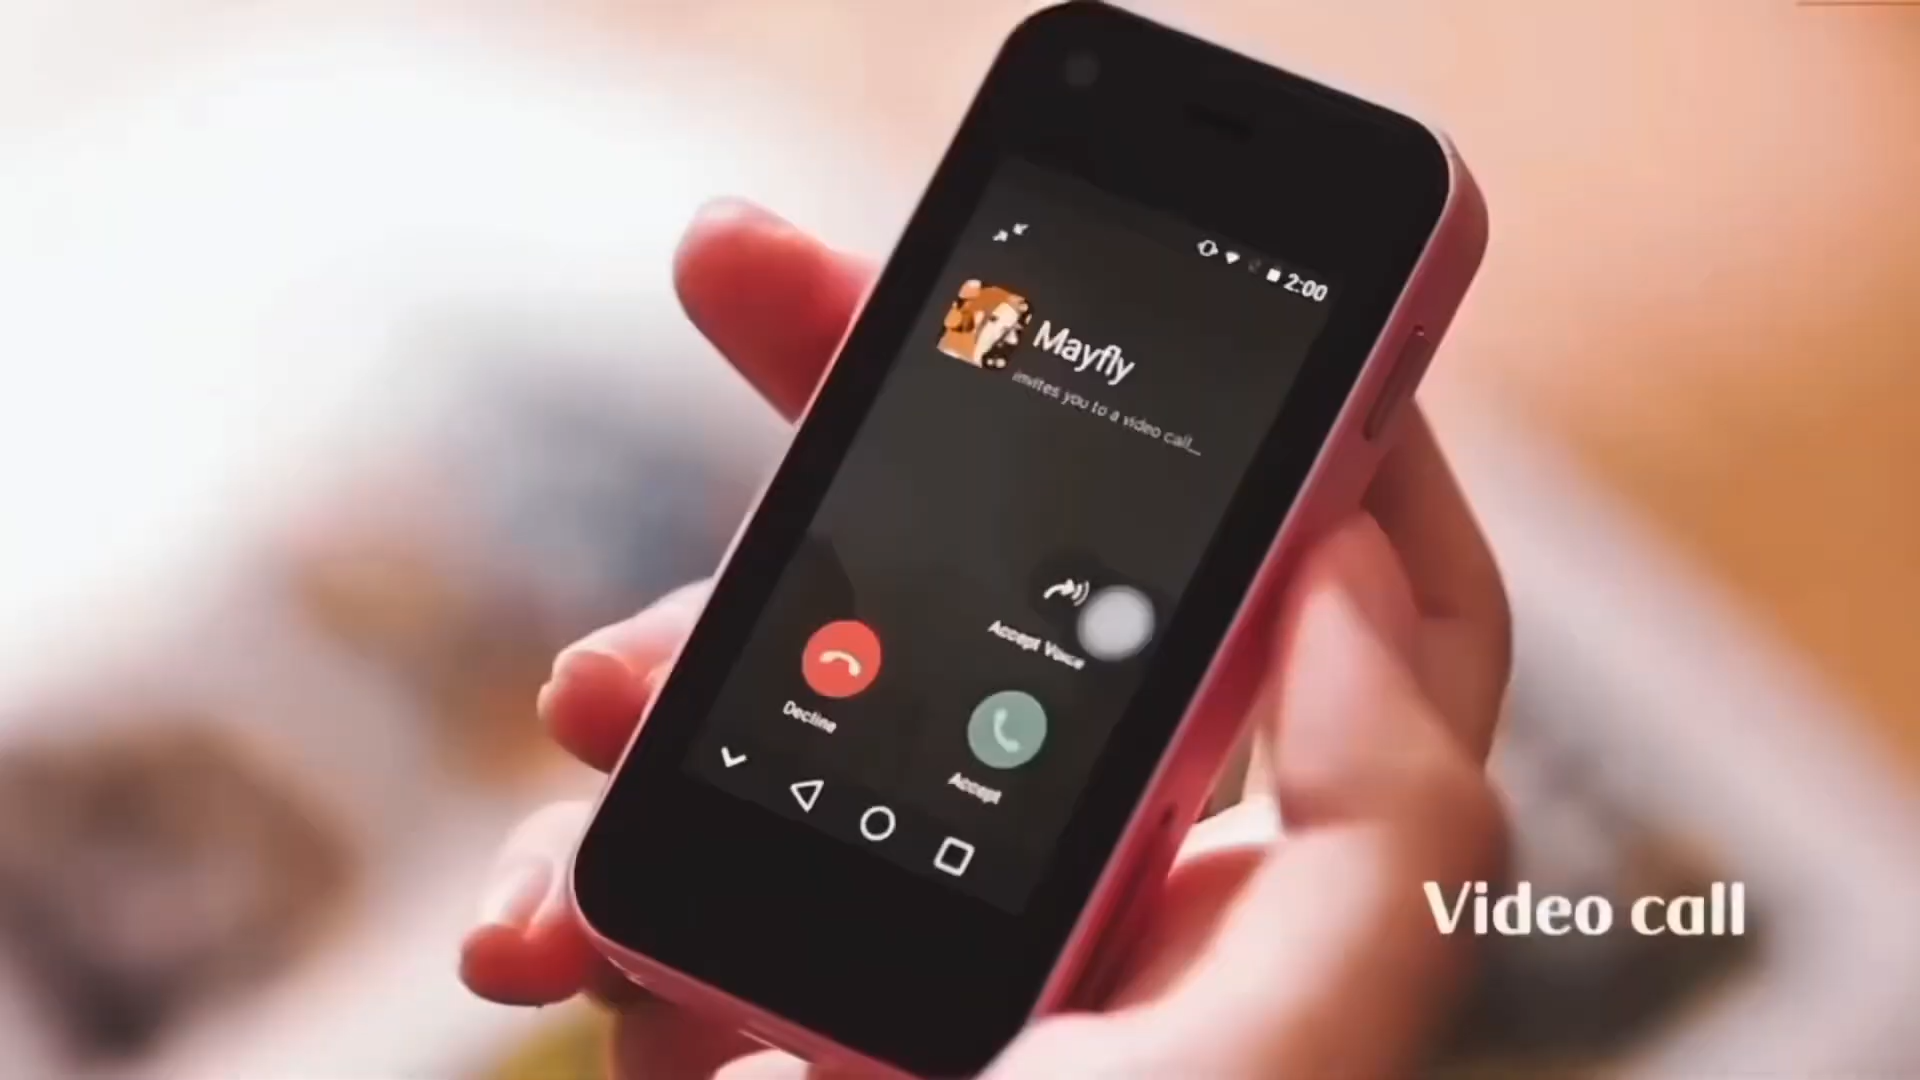 2:00
Mayfly
invites you to a video call...
Accept Voice
Decline
Accept
Video call